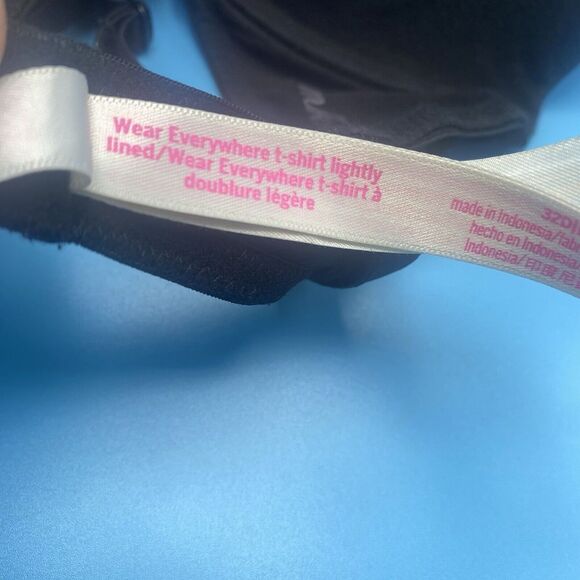 Wear Everywhere t-shirt lightly
lined/Wear Everywhere t-shirt à
doublure légère
32D
made in Indonesia/
hecho en Indonesia
Indonesia/印度尼